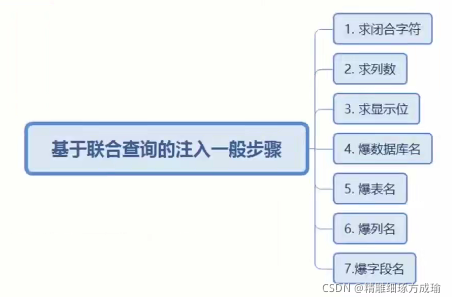 基于联合查询的注入一般步骤
1. 求闭合字符
2. 求列数
3. 求显示位
4. 爆数据库名
5. 爆表名
6. 爆列名
7.爆字段名
CSDN @精雕细琢方成瑜